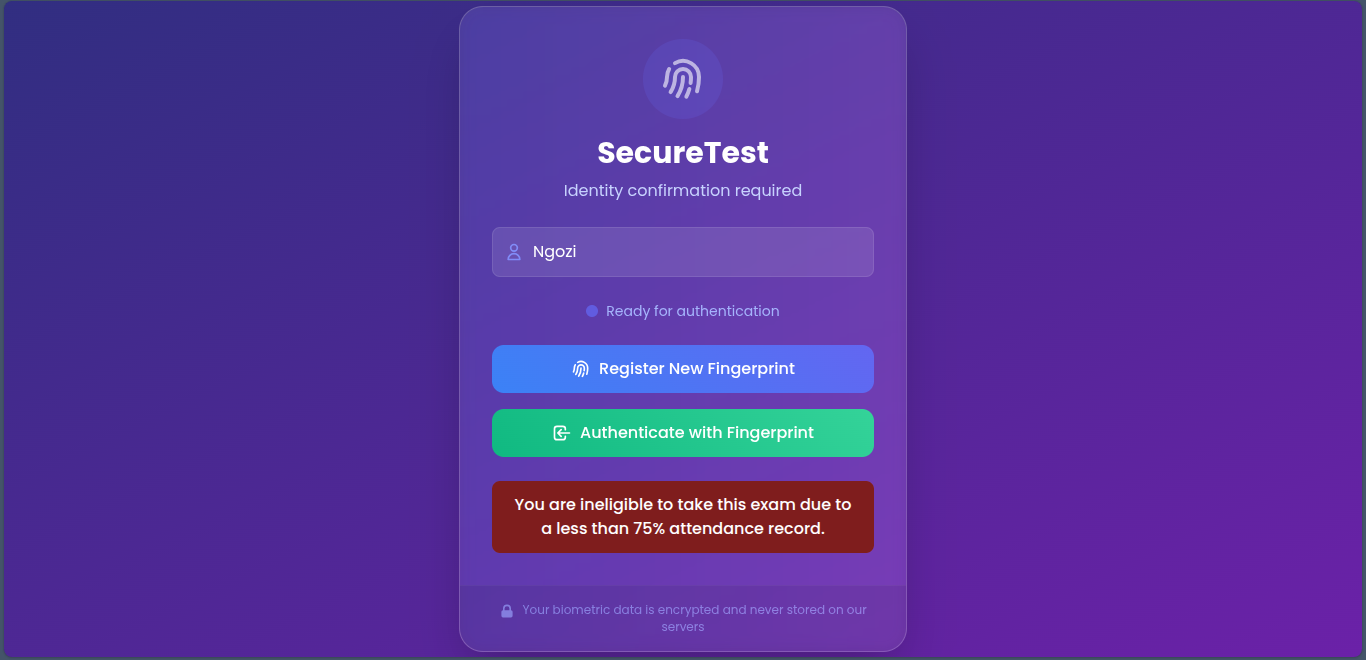 SecureTest
Identity confirmation required
Ngozi
Ready for authentication
Register New Fingerprint
Authenticate with Fingerprint
You are ineligible to take this exam due to
a less than 75% attendance record.
Your biometric data is encrypted and never stored on our
servers